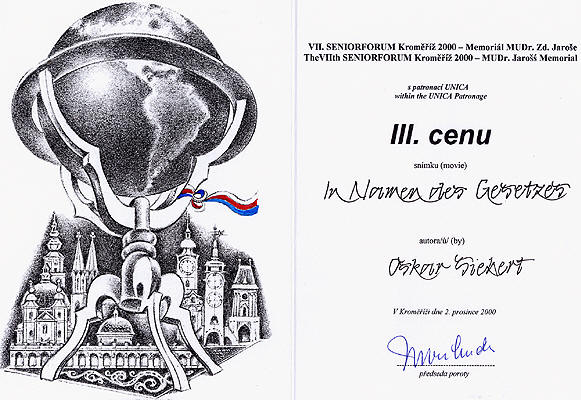 VII. SENIORFORUM Kroměříž 2000 – Memoriál MUDr. Zd. Jaroše
TheVIIth SENIORFORUM Kroměříž 2000 – MUDr. Jarošš Memorial
s patronací UNICA
within the UNICA Patronage
III. cenu
snímku (movie)
In Namen des Gesetzes
autora/ů/ (by)
Oskar Siebert
V Kroměříži dne 2. prosince 2000
předseda poroty